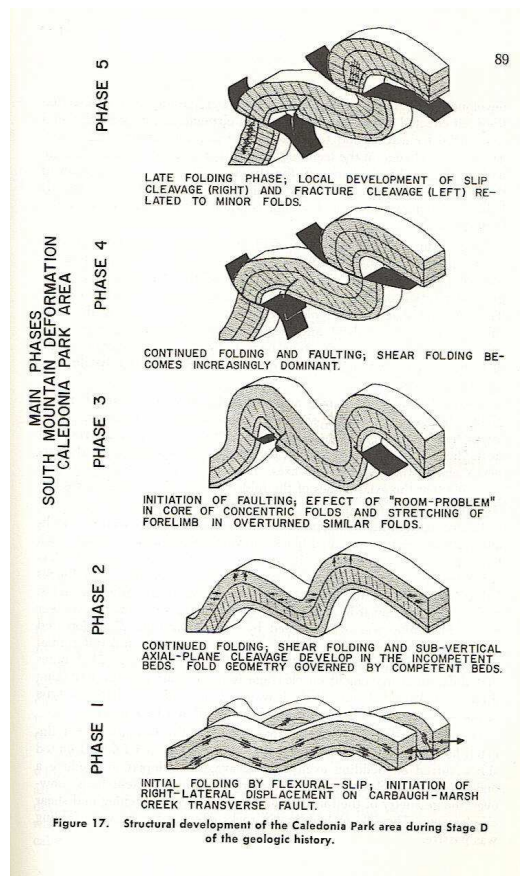 89
MAIN PHASES
SOUTH MOUNTAIN DEFORMATION
CALEDONIA PARK AREA
PHASE 5
LATE FOLDING PHASE; LOCAL DEVELOPMENT OF SLIP
CLEAVAGE (RIGHT) AND FRACTURE CLEAVAGE (LEFT) RE-
LATED TO MINOR FOLDS.
PHASE 4
CONTINUED FOLDING AND FAULTING; SHEAR FOLDING BE-
COMES INCREASINGLY DOMINANT.
PHASE 3
INITIATION OF FAULTING; EFFECT OF "ROOM-PROBLEM"
IN CORE OF CONCENTRIC FOLDS AND STRETCHING OF
FORELIMB IN OVERTURNED SIMILAR FOLDS.
PHASE 2
CONTINUED FOLDING; SHEAR FOLDING AND SUB-VERTICAL
AXIAL-PLANE CLEAVAGE DEVELOP IN THE INCOMPETENT
BEDS. FOLD GEOMETRY GOVERNED BY COMPETENT BEDS.
PHASE 1
INITIAL FOLDING BY FLEXURAL-SLIP; INITIATION OF
RIGHT-LATERAL DISPLACEMENT ON CARBAUGH-MARSH
CREEK TRANSVERSE FAULT.
Figure 17. Structural development of the Caledonia Park area during Stage D
of the geologic history.